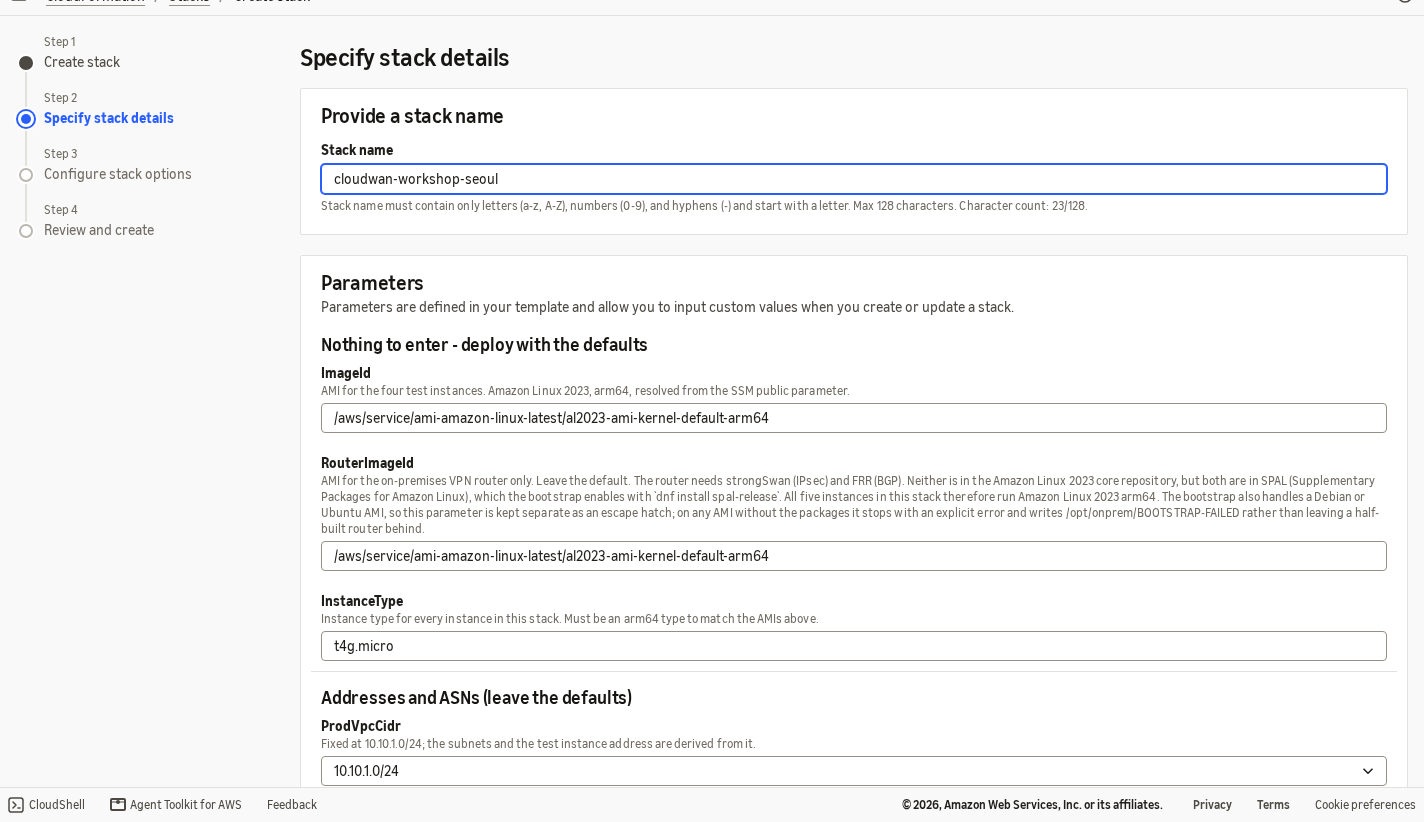 CloudFormation / Stacks / Create stack
Step 1
Create stack
Step 2
Specify stack details
Step 3
Configure stack options
Step 4
Review and create
Specify stack details
Provide a stack name
Stack name
cloudwan-workshop-seoul
Stack name must contain only letters (a-z, A-Z), numbers (0-9), and hyphens (-) and start with a letter. Max 128 characters. Character count: 23/128.
Parameters
Parameters are defined in your template and allow you to input custom values when you create or update a stack.
Nothing to enter - deploy with the defaults
ImageId
AMI for the four test instances. Amazon Linux 2023, arm64, resolved from the SSM public parameter.
/aws/service/ami-amazon-linux-latest/al2023-ami-kernel-default-arm64
RouterImageId
AMI for the on-premises VPN router only. Leave the default. The router needs strongSwan (IPsec) and FRR (BGP). Neither is in the Amazon Linux 2023 core repository, but both are in SPAL (Supplementary
Packages for Amazon Linux), which the bootstrap enables with `dnf install spal-release`. All five instances in this stack therefore run Amazon Linux 2023 arm64. The bootstrap also handles a Debian or
Ubuntu AMI, so this parameter is kept separate as an escape hatch; on any AMI without the packages it stops with an explicit error and writes /opt/onprem/BOOTSTRAP-FAILED rather than leaving a half-
built router behind.
/aws/service/ami-amazon-linux-latest/al2023-ami-kernel-default-arm64
InstanceType
Instance type for every instance in this stack. Must be an arm64 type to match the AMIs above.
t4g.micro
Addresses and ASNs (leave the defaults)
ProdVpcCidr
Fixed at 10.10.1.0/24; the subnets and the test instance address are derived from it.
10.10.1.0/24
CloudShell Agent Toolkit for AWS Feedback © 2026, Amazon Web Services, Inc. or its affiliates. Privacy Terms Cookie preferences